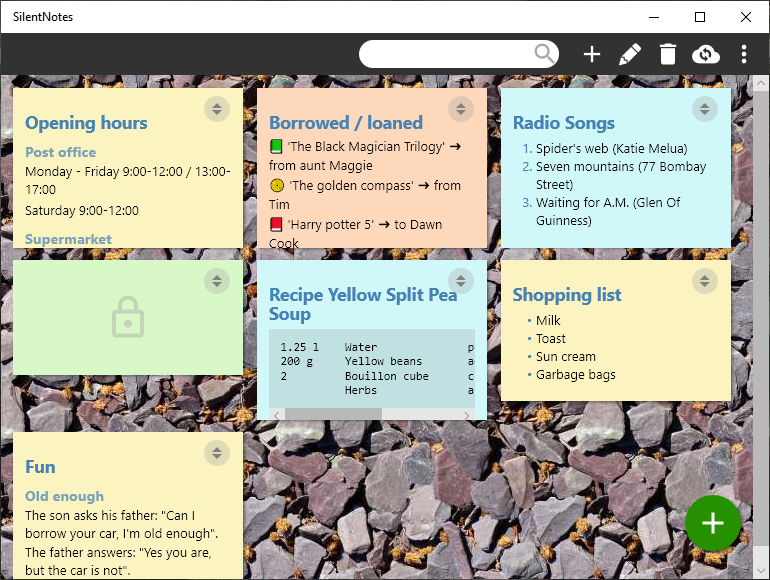 SilentNotes
Opening hours
Post office
Monday - Friday 9:00-12:00 / 13:00-
17:00
Saturday 9:00-12:00
Supermarket
Borrowed / loaned
'The Black Magician Trilogy' ➜
from aunt Maggie
'The golden compass' ➜ from
Tim
'Harry potter 5' ➜ to Dawn
Cook
Radio Songs
1. Spider's web (Katie Melua)
2. Seven mountains (77 Bombay
Street)
3. Waiting for A.M. (Glen Of
Guinness)
Recipe Yellow Split Pea
Soup
1.25 l Water p
200 g Yellow beans a
2 Bouillon cube c
Herbs a
Shopping list
• Milk
• Toast
• Sun cream
• Garbage bags
Fun
Old enough
The son asks his father: "Can I
borrow your car, I'm old enough".
The father answers: "Yes you are,
but the car is not".